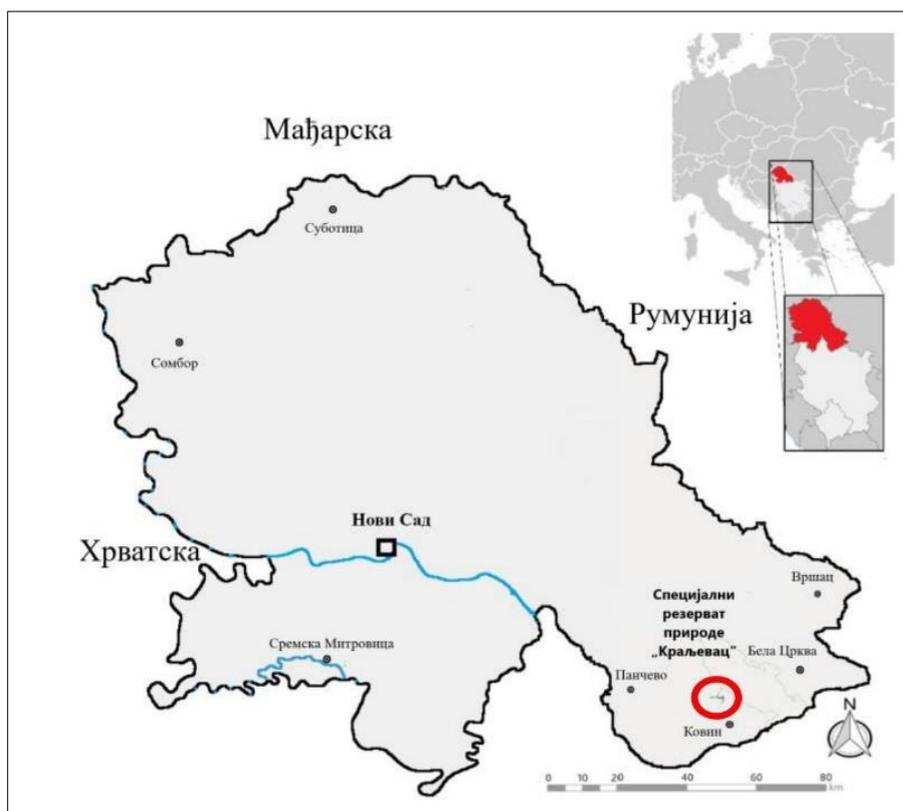 Мађарска
Суботица
Румунија
Сомбор
Нови Сад
Хрватска
Вршац
Специјални
резерват
природе
„Краљевац“
Сремска Митровица
Бела Црква
Панчево
Ковин
N
0 20 40 60 80
km